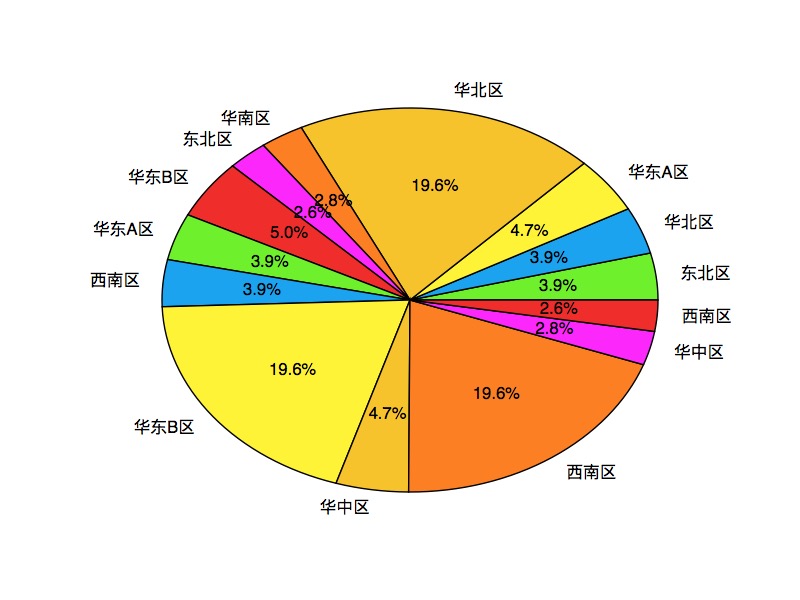 华北区
华南区
东北区
华东A区
华东B区
华北区
华东A区
东北区
西南区
西南区
华中区
华东B区
西南区
华中区
19.6%
2.8%
2.6%
4.7%
5.0%
3.9%
3.9%
3.9%
3.9%
2.6%
2.8%
19.6%
19.6%
4.7%